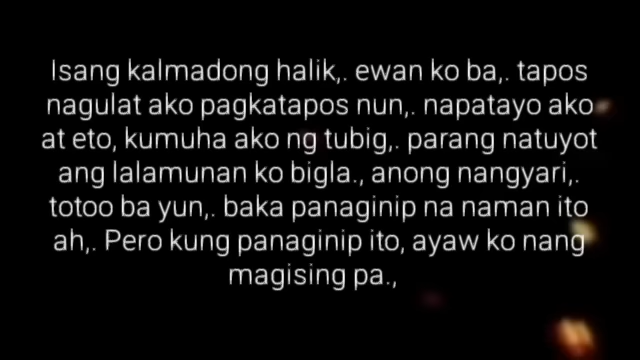 Isang kalmadong halik,. ewan ko ba,. tapos
nagulat ako pagkatapos nun,. napatayo ako
at eto, kumuha ako ng tubig,. parang natuyot
ang lalamunan ko bigla., anong nangyari,.
totoo ba yun,. baka panaginip na naman ito
ah,. Pero kung panaginip ito, ayaw ko nang
magising pa.,